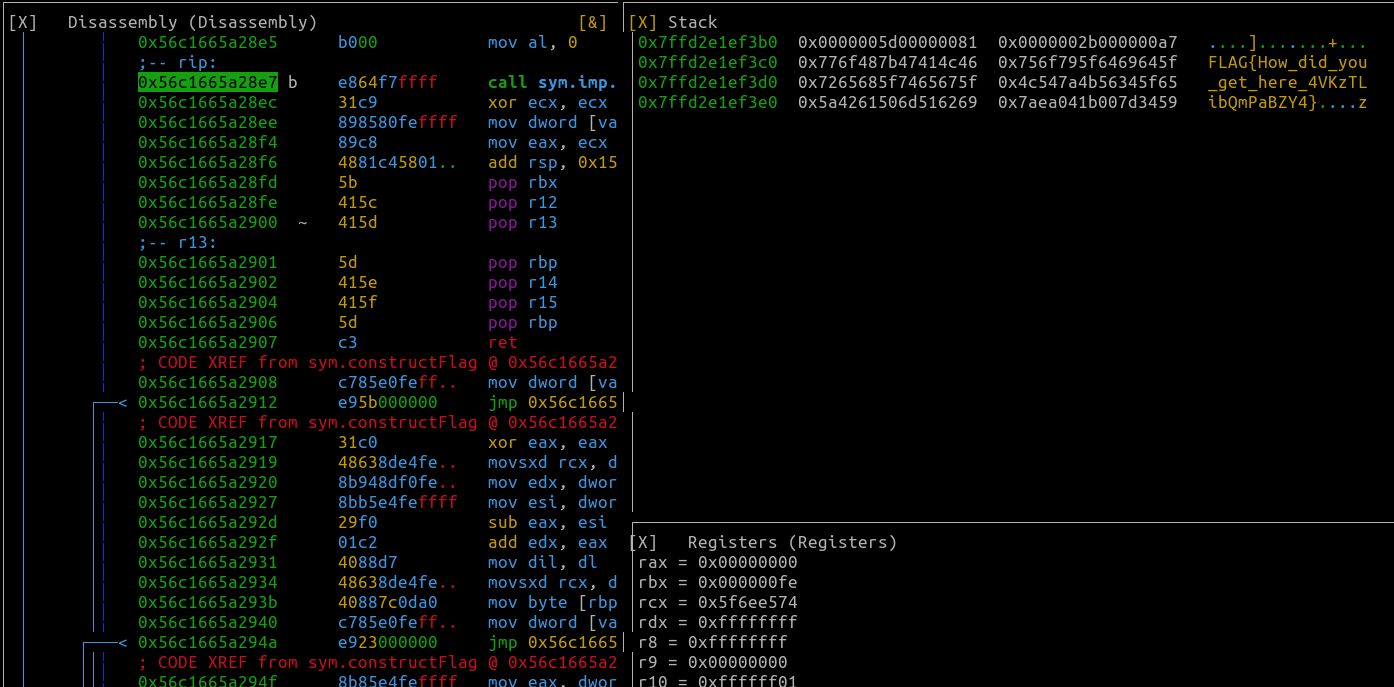 [X] Disassembly (Disassembly) [&]
0x56c1665a28e5 b000 mov al, 0
;-- rip:
0x56c1665a28e7 b e864f7ffff call sym.imp.
0x56c1665a28ec 31c9 xor ecx, ecx
0x56c1665a28ee 898580feffff mov dword [va
0x56c1665a28f4 89c8 mov eax, ecx
0x56c1665a28f6 4881c45801.. add rsp, 0x15
0x56c1665a28fd 5b pop rbx
0x56c1665a28fe 415c pop r12
0x56c1665a2900 ~ 415d pop r13
;-- r13:
0x56c1665a2901 5d pop rbp
0x56c1665a2902 415e pop r14
0x56c1665a2904 415f pop r15
0x56c1665a2906 5d pop rbp
0x56c1665a2907 c3 ret
; CODE XREF from sym.constructFlag @ 0x56c1665a2
0x56c1665a2908 c785e0feff.. mov dword [va
< 0x56c1665a2912 e95b000000 jmp 0x56c1665
; CODE XREF from sym.constructFlag @ 0x56c1665a2
0x56c1665a2917 31c0 xor eax, eax
0x56c1665a2919 48638de4fe.. movsxd rcx, d
0x56c1665a2920 8b948df0fe.. mov edx, dwor
0x56c1665a2927 8bb5e4feffff mov esi, dwor
0x56c1665a292d 29f0 sub eax, esi
0x56c1665a292f 01c2 add edx, eax
0x56c1665a2931 4088d7 mov dil, dl
0x56c1665a2934 48638de4fe.. movsxd rcx, d
0x56c1665a293b 40887c0da0 mov byte [rbp
0x56c1665a2940 c785e0feff.. mov dword [va
< 0x56c1665a294a e923000000 jmp 0x56c1665
; CODE XREF from sym.constructFlag @ 0x56c1665a2
0x56c1665a294f 8b85e4feffff mov eax, dwor
[X] Stack
0x7ffd2e1ef3b0 0x0000005d00000081 0x0000002b000000a7 ....].......+...
0x7ffd2e1ef3c0 0x776f487b47414c46 0x756f795f6469645f FLAG{How_did_you
0x7ffd2e1ef3d0 0x7265685f7465675f 0x4c547a4b56345f65 _get_here_4VKzTL
0x7ffd2e1ef3e0 0x5a4261506d516269 0x7aea041b007d3459 ibQmPaBZY4}....z
[X] Registers (Registers)
rax = 0x00000000
rbx = 0x000000fe
rcx = 0x5f6ee574
rdx = 0xffffffff
r8 = 0xffffffff
r9 = 0x00000000
r10 = 0xffffff01